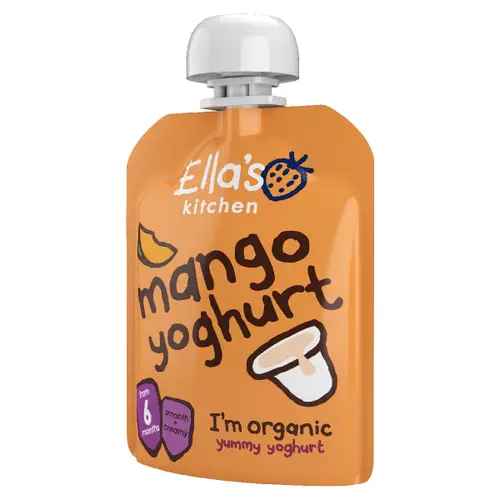 Ella's
kitchen
mango
yoghurt
from
6
months
smooth
+ creamy
I'm organic
yummy yoghurt